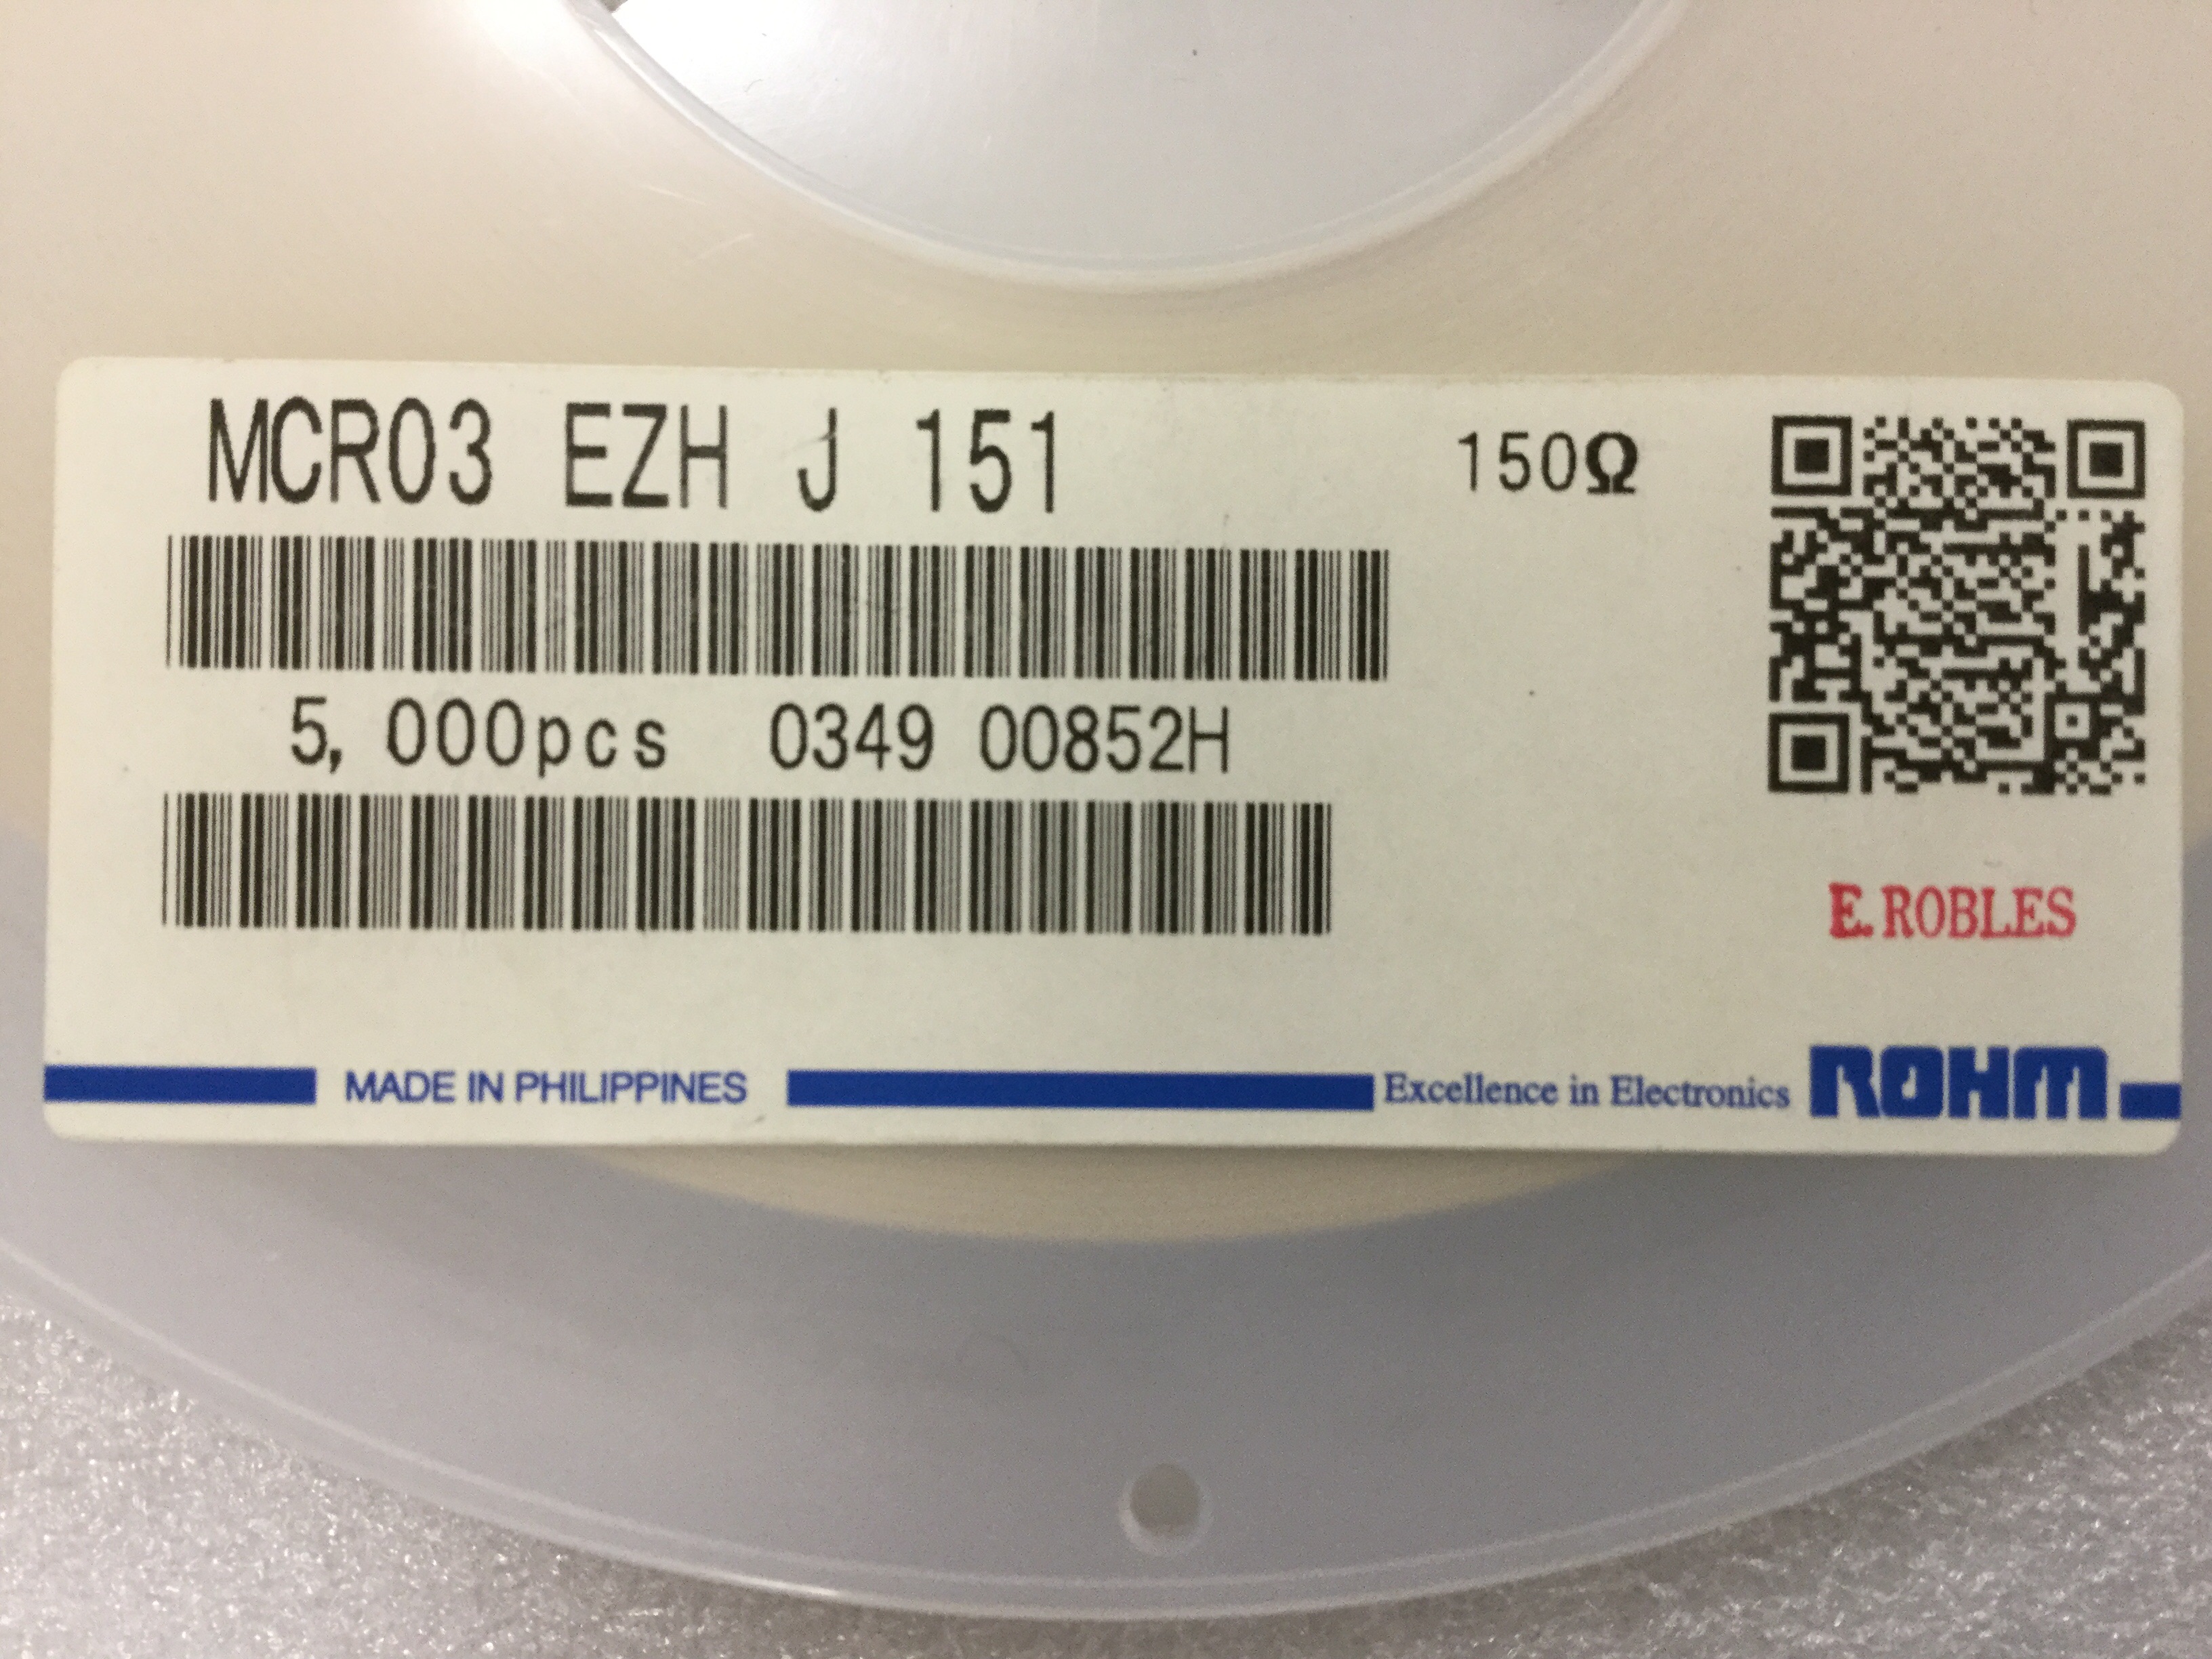 MCR03 EZH J 151 150Ω
5, 000pcs 0349 00852H
E. ROBLES
MADE IN PHILIPPINES Excellence in Electronics ROHM